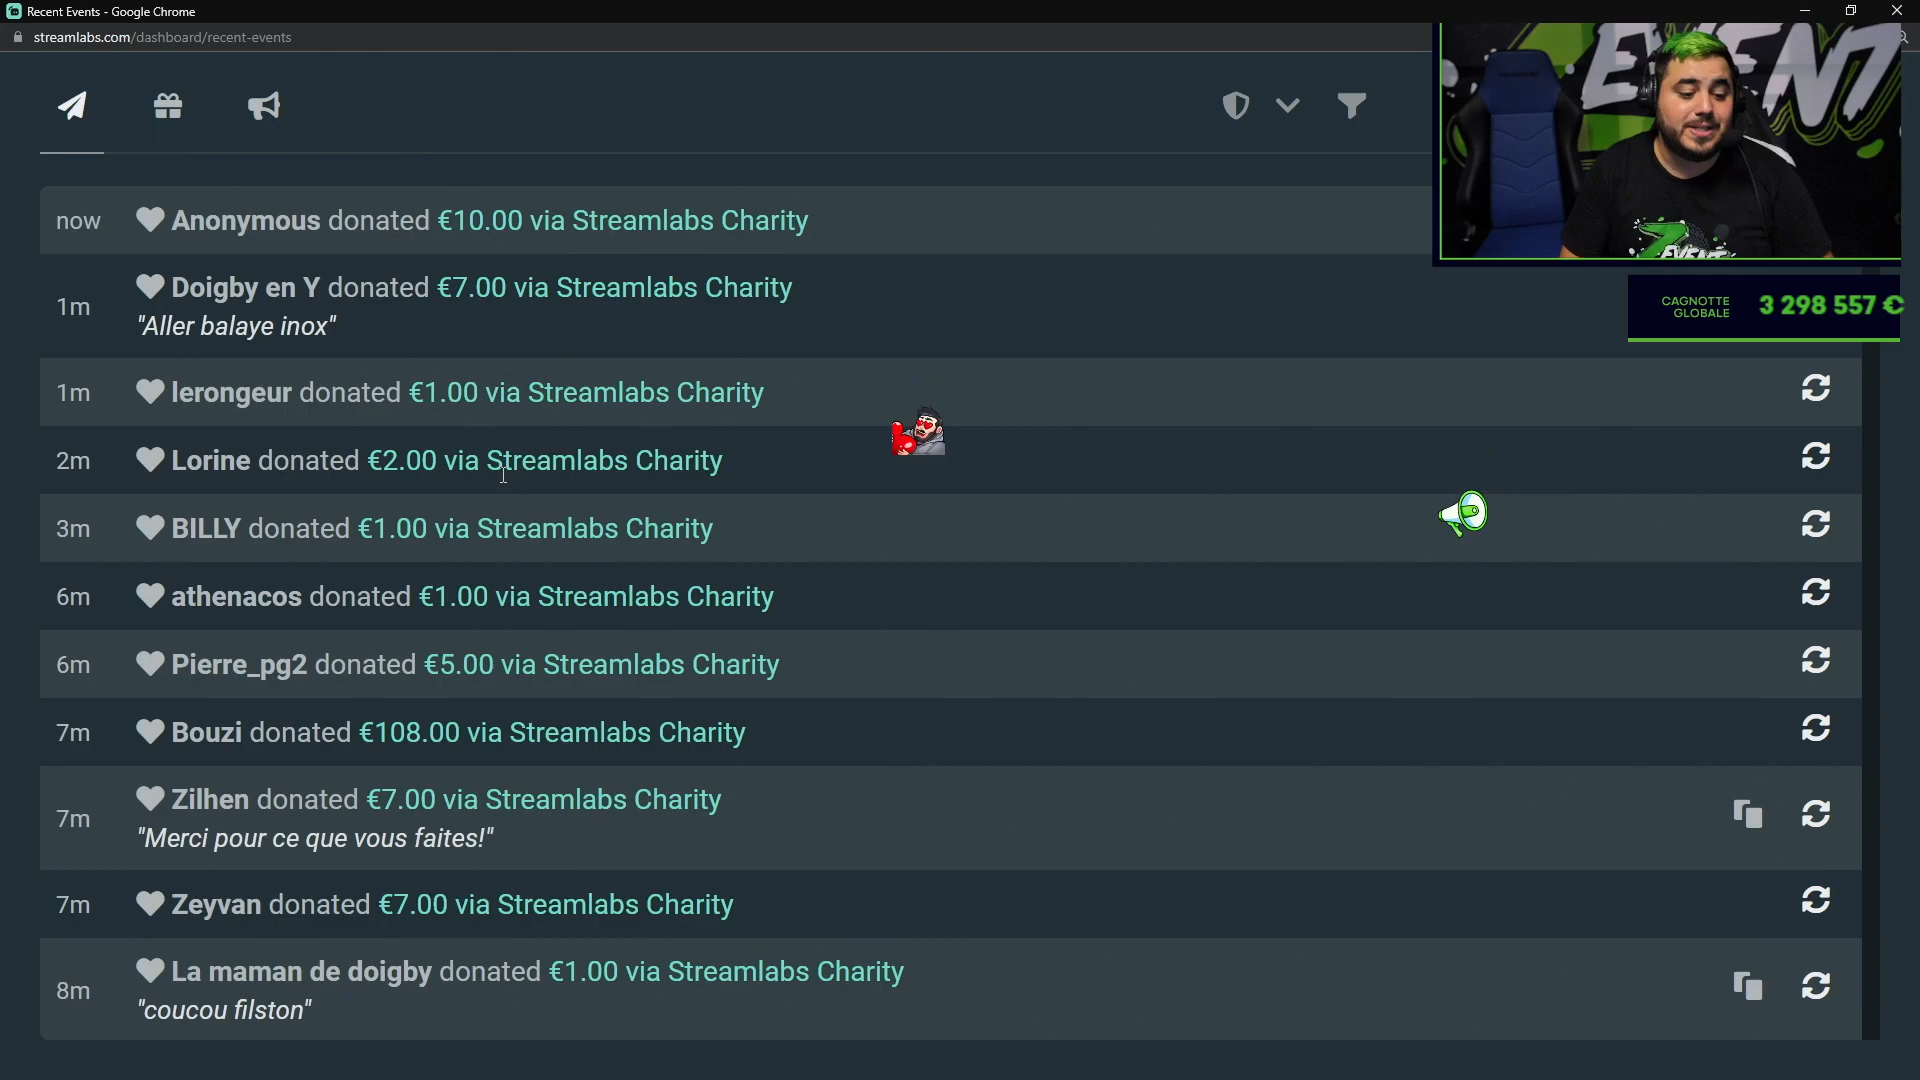 Recent Events - Google Chrome
streamlabs.com/dashboard/recent-events
ZEVENT
now Anonymous donated €10.00 via Streamlabs Charity
1m Doigby en Y donated €7.00 via Streamlabs Charity
"Aller balaye inox"
CAGNOTTE GLOBALE 3 298 557 €
1m lerongeur donated €1.00 via Streamlabs Charity
2m Lorine donated €2.00 via Streamlabs Charity
3m BILLY donated €1.00 via Streamlabs Charity
6m athenacos donated €1.00 via Streamlabs Charity
6m Pierre_pg2 donated €5.00 via Streamlabs Charity
7m Bouzi donated €108.00 via Streamlabs Charity
7m Zilhen donated €7.00 via Streamlabs Charity
"Merci pour ce que vous faites!"
7m Zeyvan donated €7.00 via Streamlabs Charity
8m La maman de doigby donated €1.00 via Streamlabs Charity
"coucou filston"